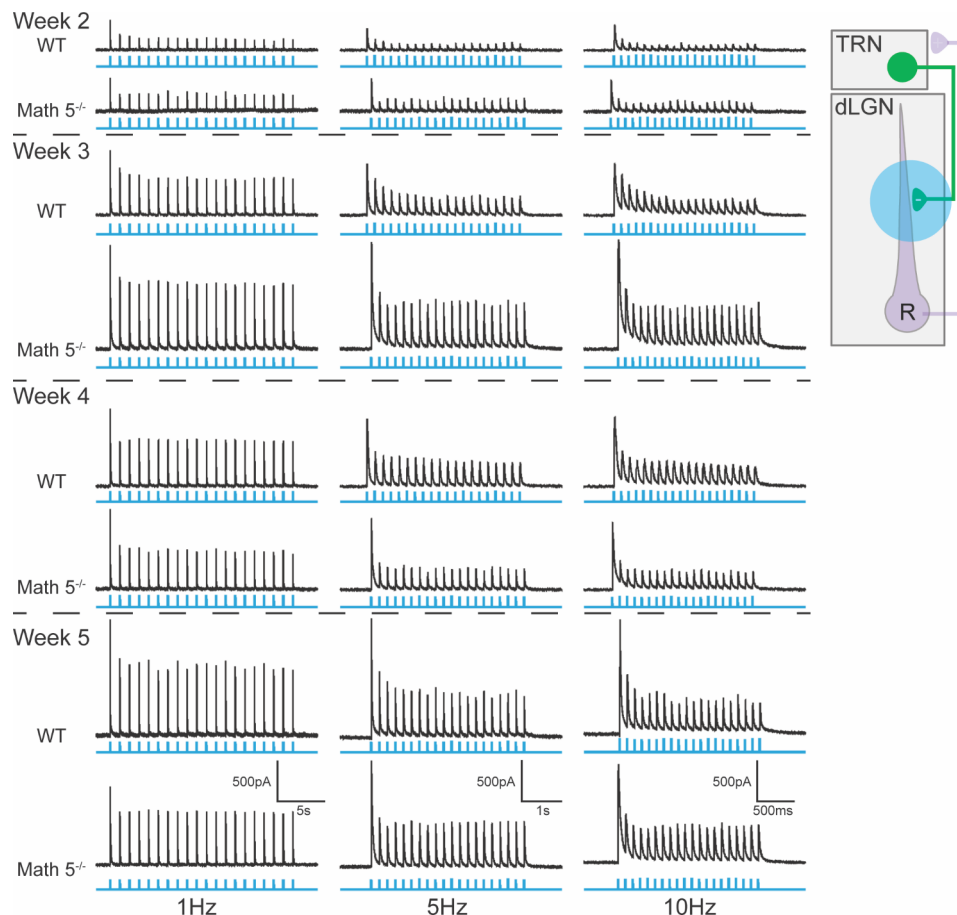 Week 2
WT
Math 5-/-
Week 3
WT
Math 5-/-
Week 4
WT
Math 5-/-
Week 5
WT
500pA
5s
500pA
1s
500pA
500ms
Math 5-/-
1Hz
5Hz
10Hz
TRN
dLGN
-
R